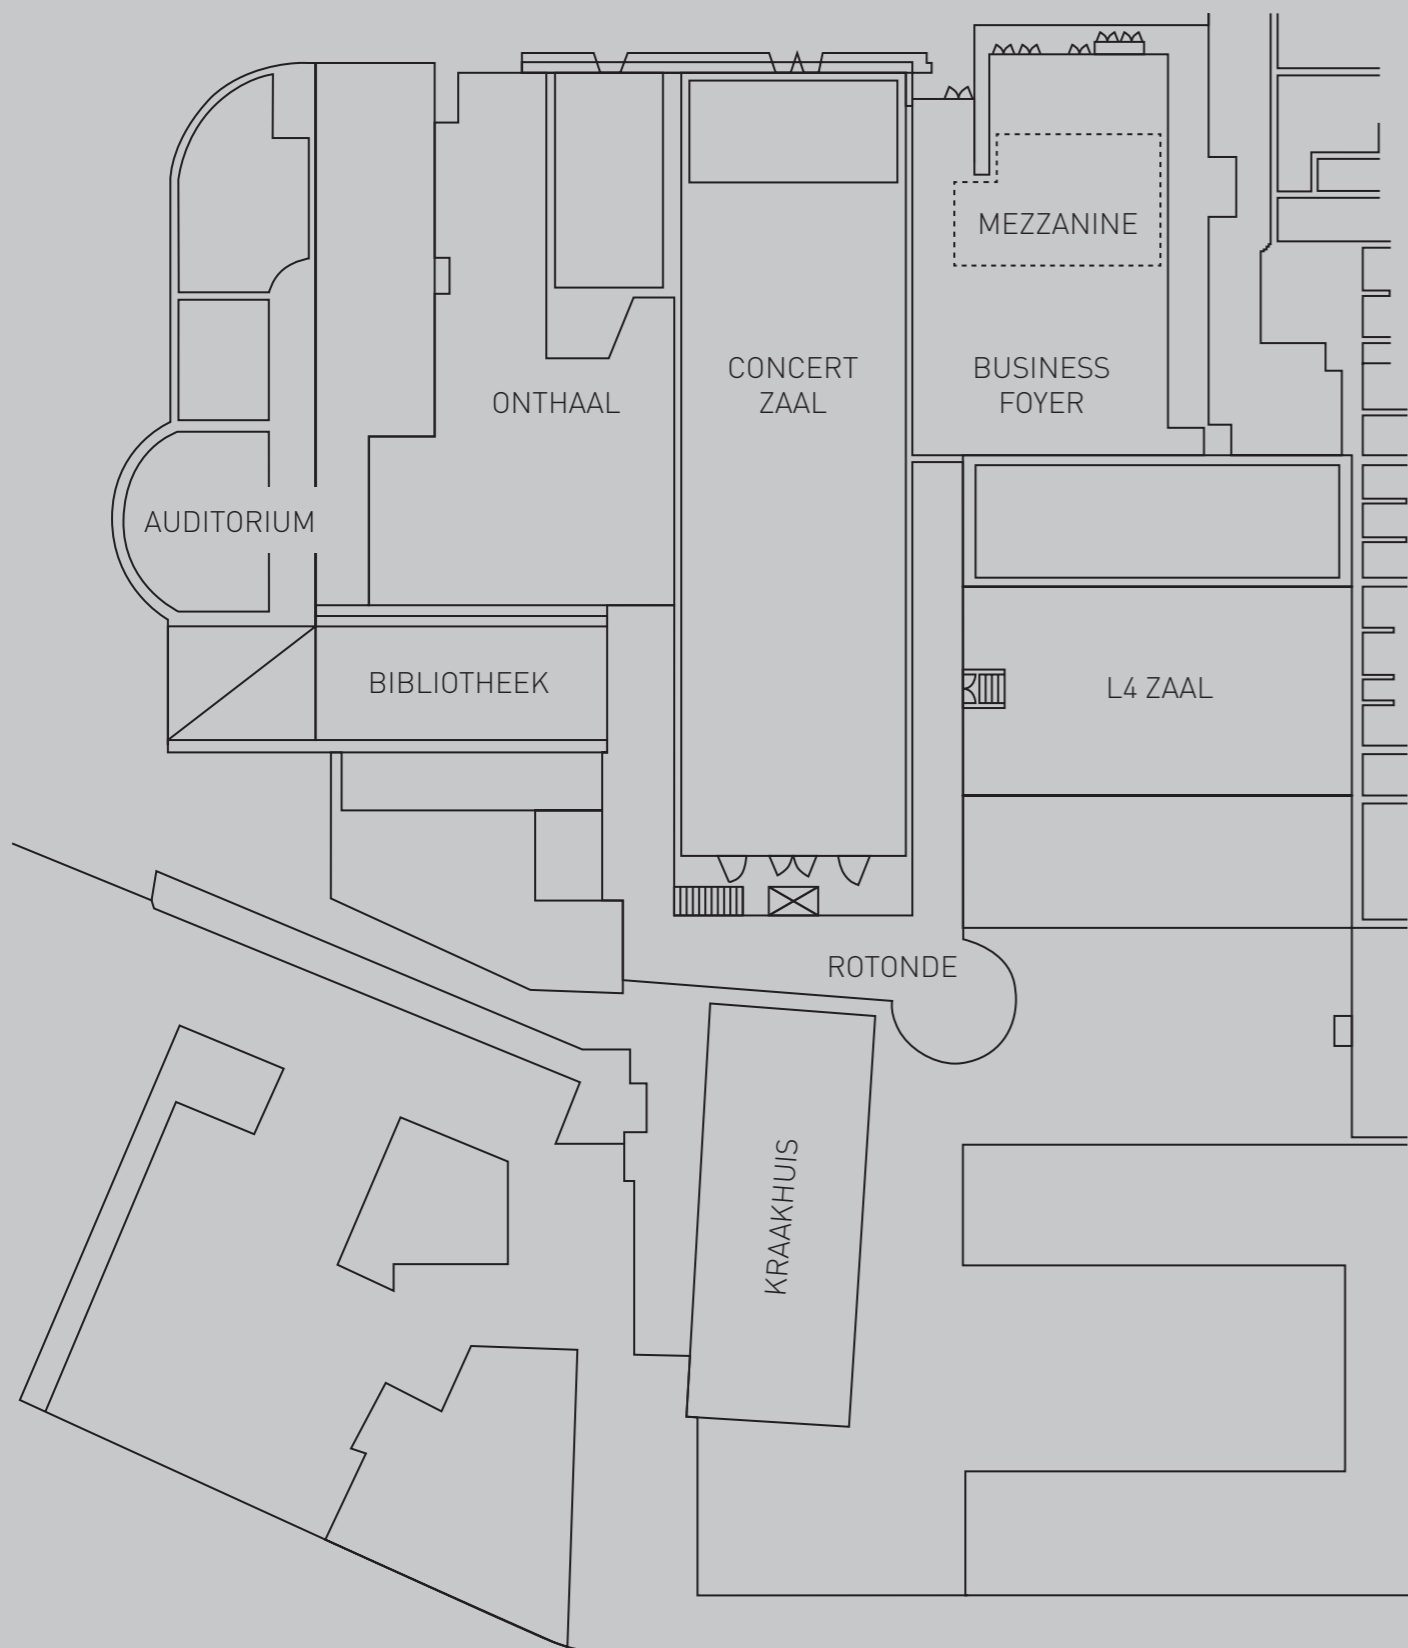 MEZZANINE
CONCERT
ZAAL
BUSINESS
FOYER
ONTHAAL
AUDITORIUM
BIBLIOTHEEK
L4 ZAAL
ROTONDE
KRAAKHUIS